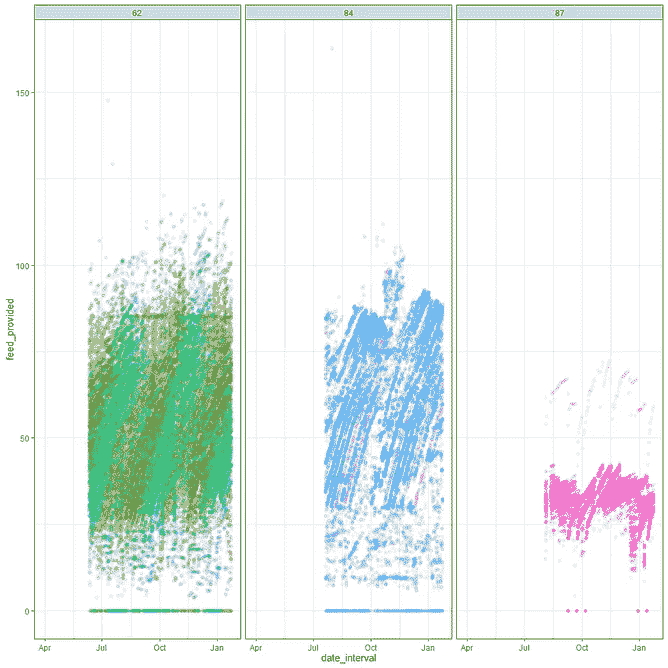 62 84 87
150
100
50
0
feed_provided
Apr Jul Oct Jan Apr Jul Oct Jan Apr Jul Oct Jan
date_interval